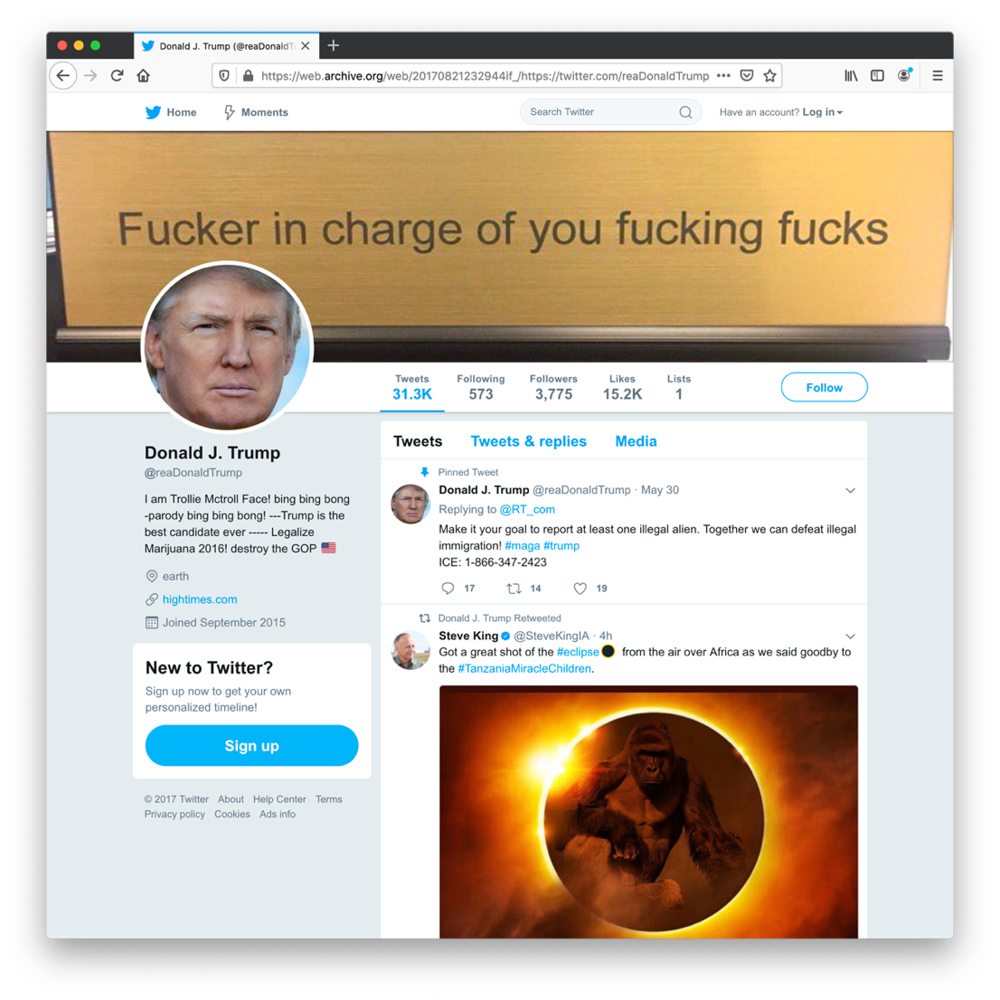 Donald J. Trump (@reaDonaldT
https://web.archive.org/web/20170821232944if_/https://twitter.com/reaDonaldTrump
Home Moments Search Twitter Have an account? Log in
Fucker in charge of you fucking fucks
Tweets Following Followers Likes Lists
31.3K 573 3,775 15.2K 1 Follow
Donald J. Trump
@reaDonaldTrump
I am Trollie Mctroll Face! bing bing bong
-parody bing bing bong! ---Trump is the
best candidate ever ----- Legalize
Marijuana 2016! destroy the GOP 🇺🇸
earth
hightimes.com
Joined September 2015
New to Twitter?
Sign up now to get your own
personalized timeline!
Sign up
© 2017 Twitter About Help Center Terms
Privacy policy Cookies Ads info
Tweets Tweets & replies Media
Pinned Tweet
Donald J. Trump @reaDonaldTrump · May 30
Replying to @RT_com
Make it your goal to report at least one illegal alien. Together we can defeat illegal
immigration! #maga #trump
ICE: 1-866-347-2423
17 14 19
Donald J. Trump Retweeted
Steve King @SteveKingIA · 4h
Got a great shot of the #eclipse from the air over Africa as we said goodby to
the #TanzaniaMiracleChildren.